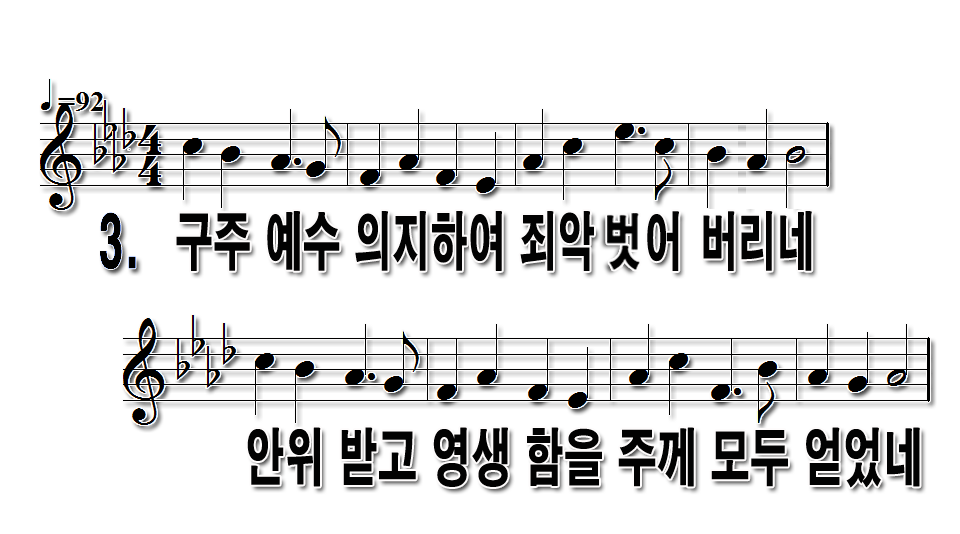 ♩=92
3. 구주 예수 의지하여 죄악 벗어 버리네
안위 받고 영생 함을 주께 모두 얻었네